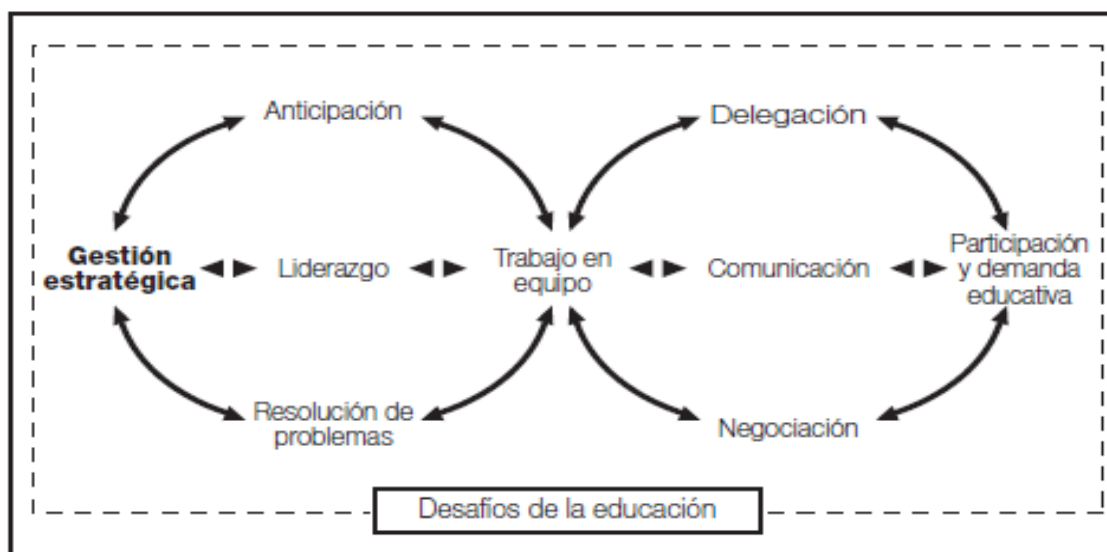 Anticipación
Delegación
Gestión
estratégica
Liderazgo
Trabajo en
equipo
Comunicación
Participación
y demanda
educativa
Resolución de
problemas
Negociación
Desafíos de la educación